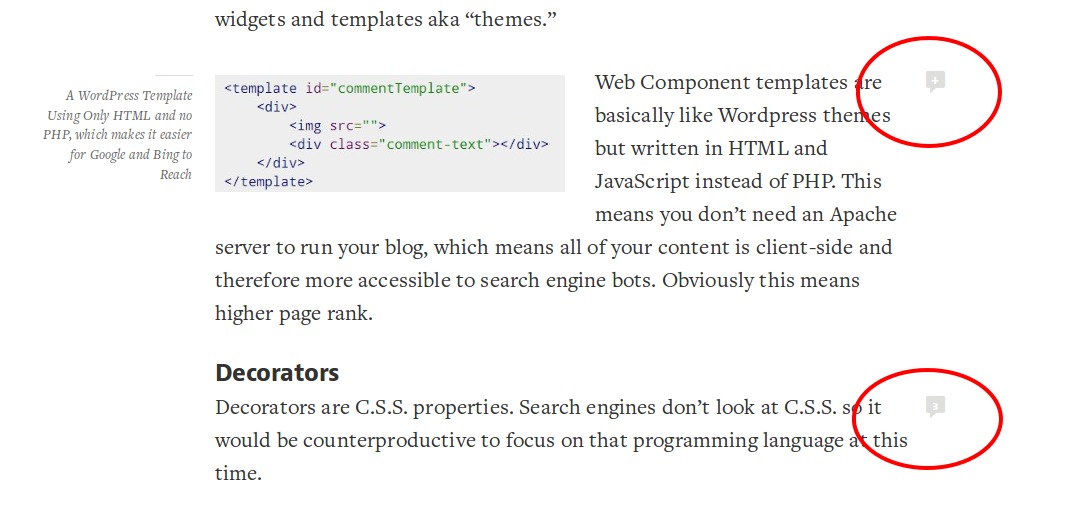 widgets and templates aka “themes.”
A WordPress Template
Using Only HTML and no
PHP, which makes it easier
for Google and Bing to
Reach
<template id="commentTemplate">
<div>
<img src="">
<div class="comment-text"></div>
</div>
</template>
Web Component templates are
basically like Wordpress themes
but written in HTML and
JavaScript instead of PHP. This
means you don’t need an Apache
server to run your blog, which means all of your content is client-side and
therefore more accessible to search engine bots. Obviously this means
higher page rank.
+
Decorators
Decorators are C.S.S. properties. Search engines don’t look at C.S.S. so it
would be counterproductive to focus on that programming language at this
time.
3